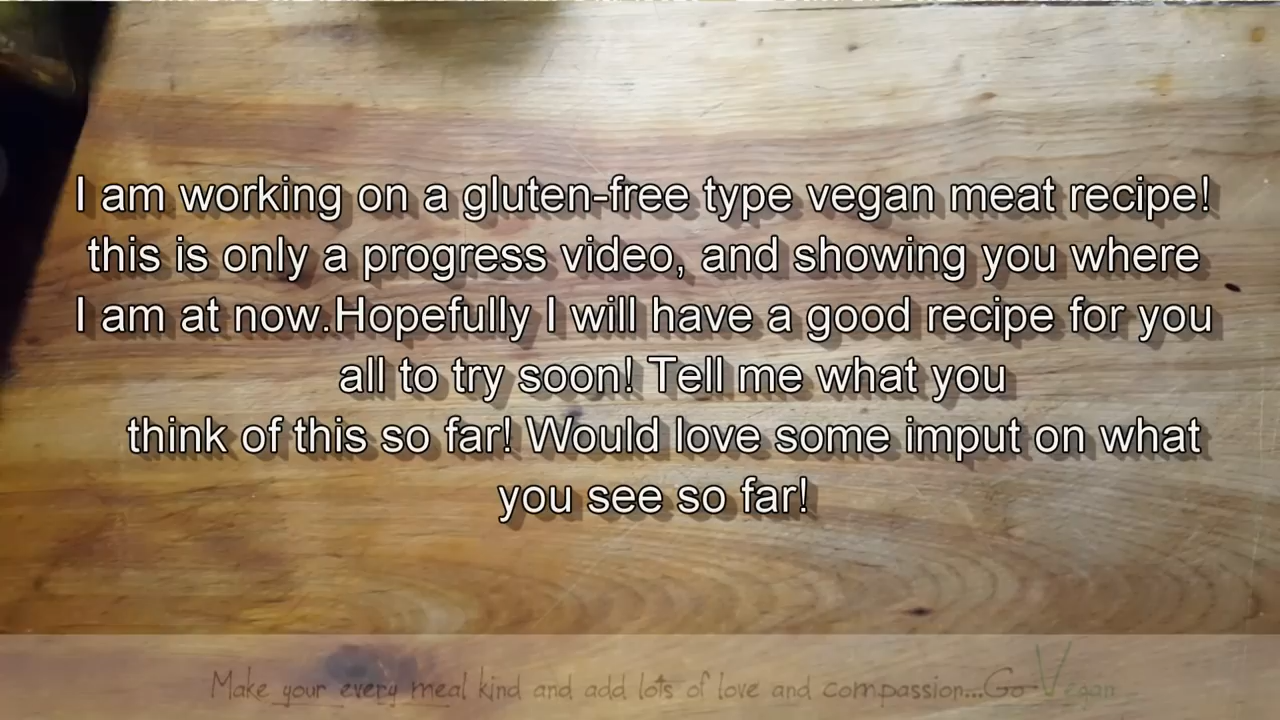 I am working on a gluten-free type vegan meat recipe!
this is only a progress video, and showing you where
I am at now.Hopefully I will have a good recipe for you
all to try soon! Tell me what you
think of this so far! Would love some imput on what
you see so far!
Make your every meal kind and add lots of love and compassion...Go Vegan